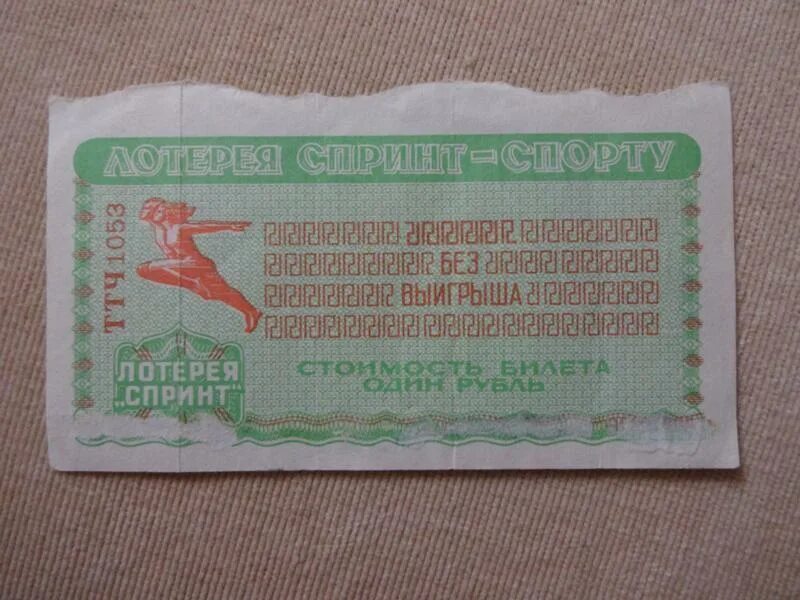 ЛОТЕРЕЯ СПРИНТ-СПОРТУ
ТТЧ 1053
БЕЗ
ВЫИГРЫША
СТОИМОСТЬ БИЛЕТА
ОДИН РУБЛЬ
ЛОТЕРЕЯ
„СПРИНТ"